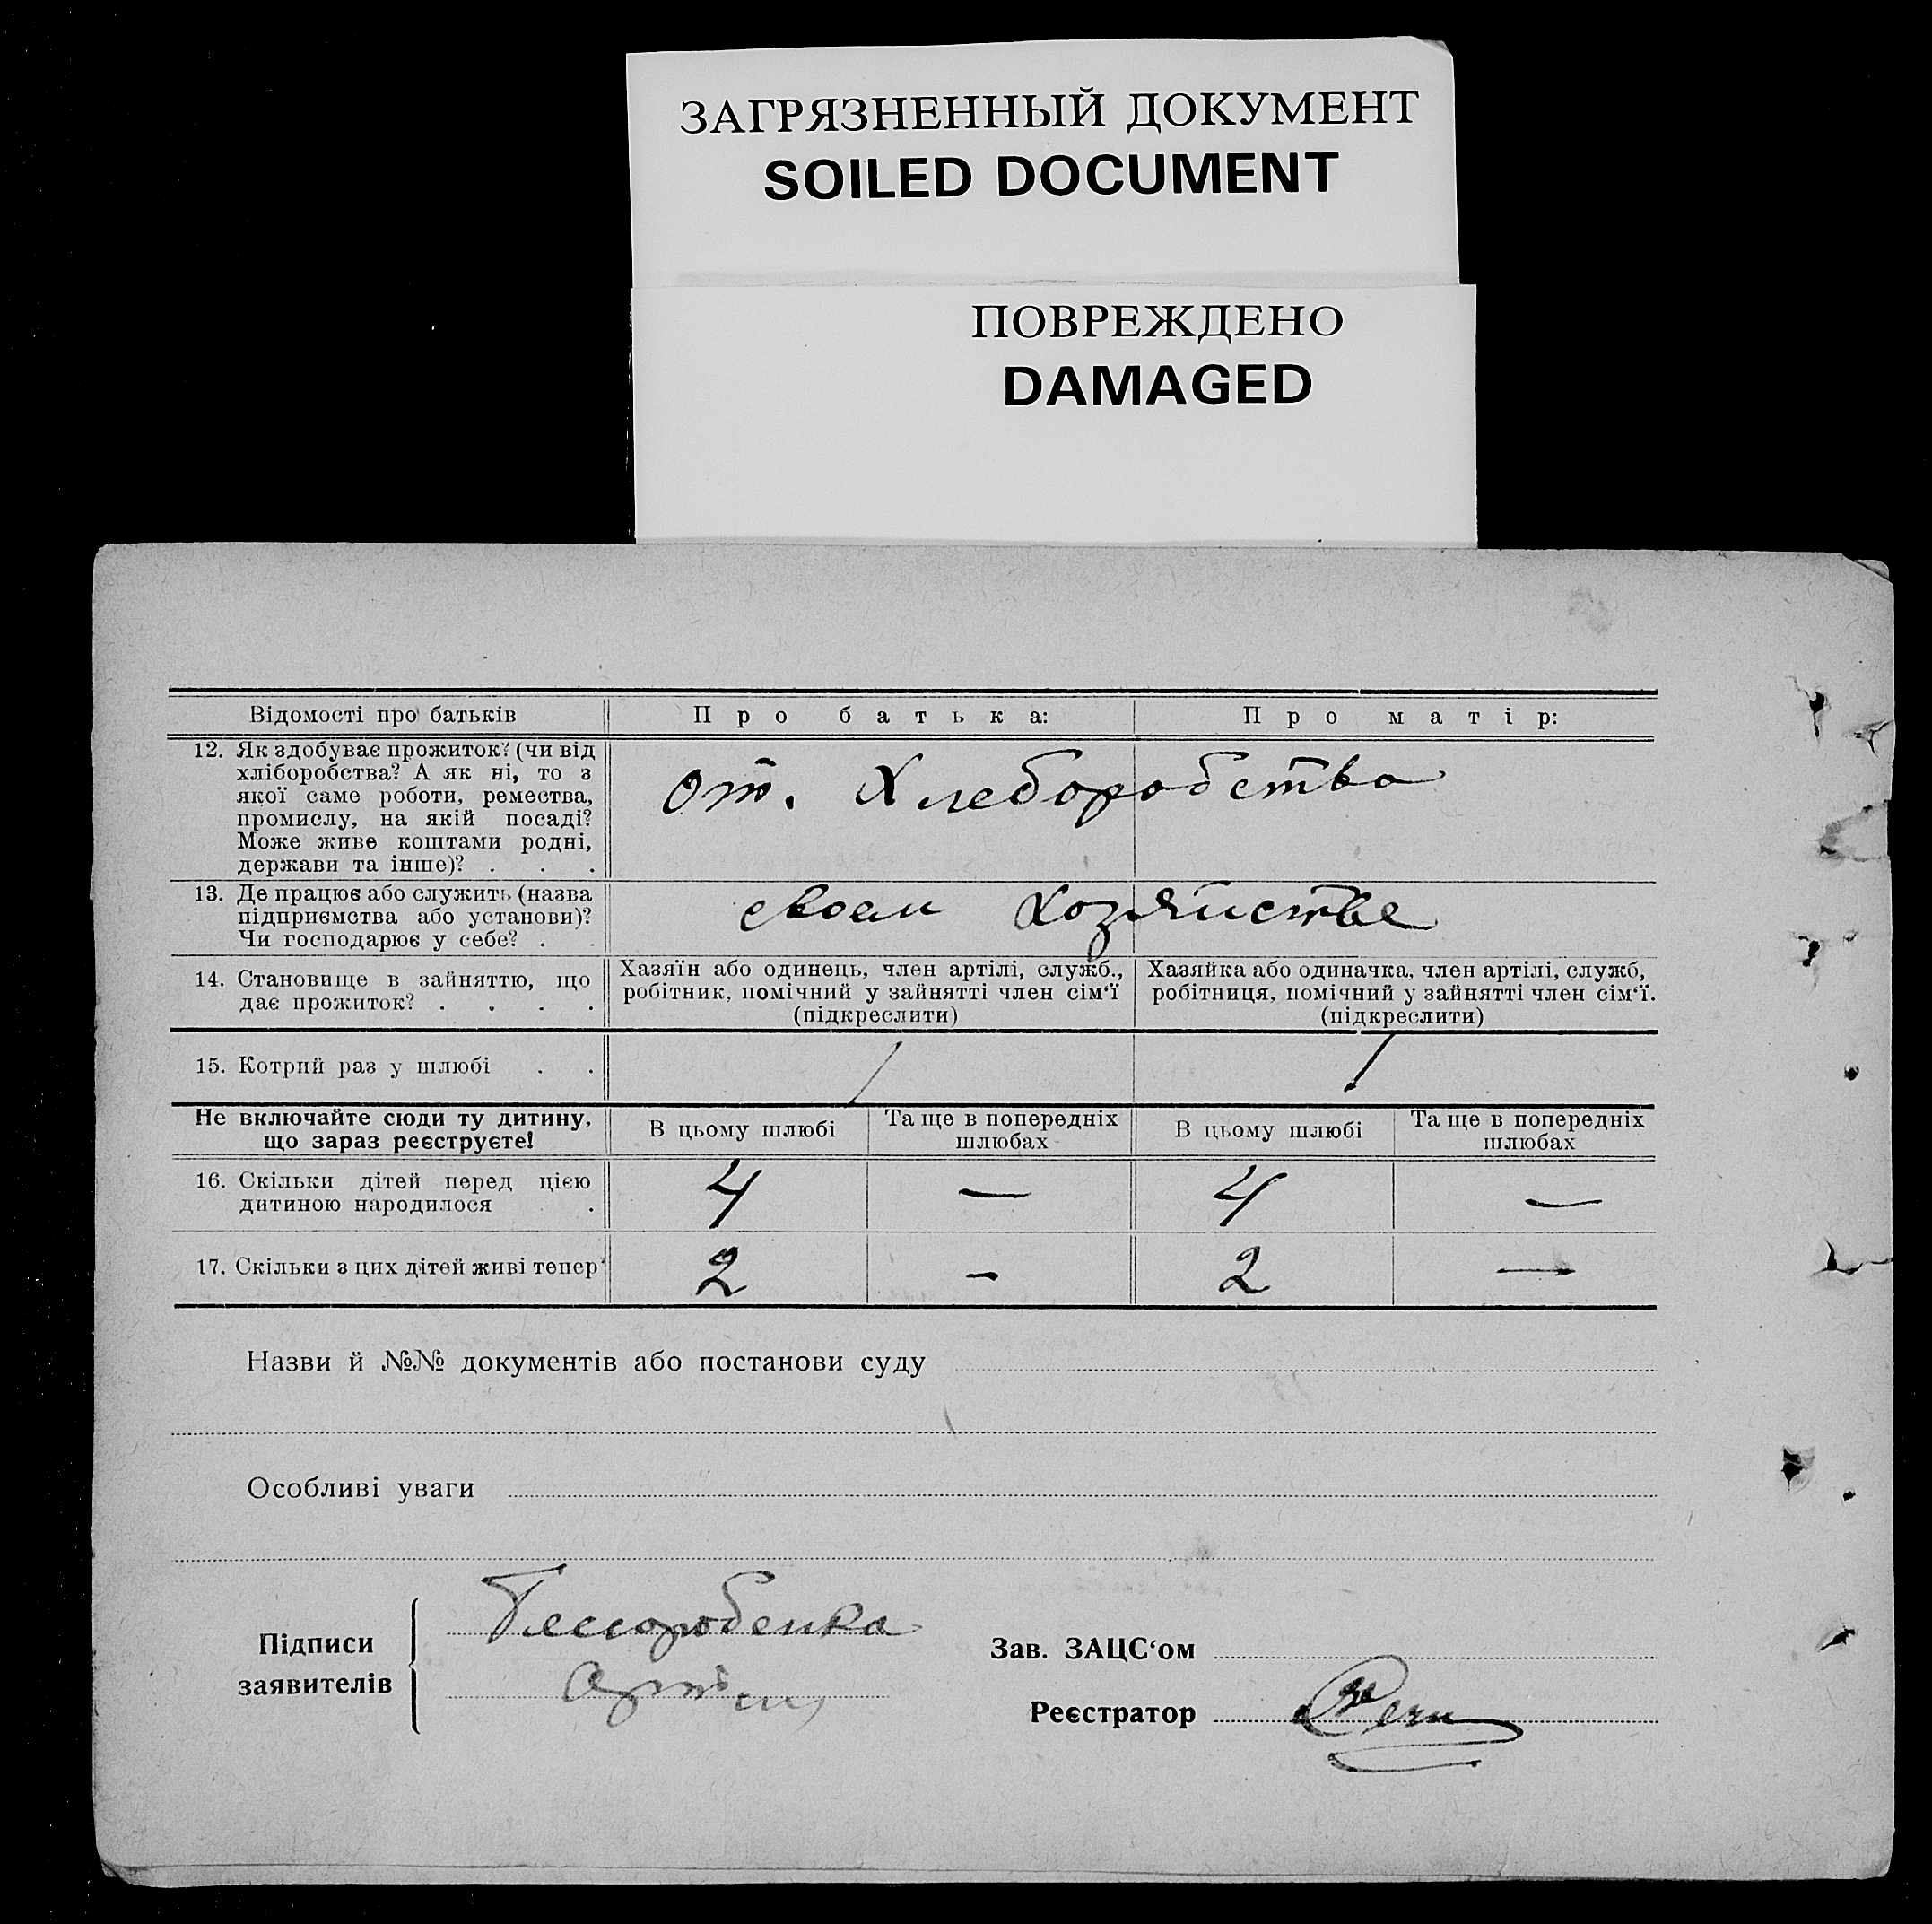 ЗАГРЯЗНЕННЫЙ ДОКУМЕНТ
SOILED DOCUMENT
ПОВРЕЖДЕНО
DAMAGED
Відомості про батьків
Про батька:
Про матір:
12. Як здобуває прожиток? (чи від
хліборобства? А як ні, то з
якої саме роботи, ремества,
промислу, на якій посаді?
Може живе коштами родні,
держави та інше)? . . .
от. Хлеборобства
13. Де працює або служить (назва
підприємства або установи)?
Чи господарює у себе? . .
своем хозяйстве
14. Становище в зайняттю, що
дає прожиток? . . . .
Хазяїн або одинець, член артілі, служб.,
робітник, помічний у зайнятті член сім‘ї
(підкреслити)
Хазяйка або одиначка, член артілі, служб,
робітниця, помічний у зайнятті член сім‘ї.
(підкреслити)
15. Котрий раз у шлюбі . .
/
/
Не включайте сюди ту дитину,
що зараз реєструєте!
В цьому шлюбі
Та ще в попередніх
шлюбах
В цьому шлюбі
Та ще в попередніх
шлюбах
16. Скільки дітей перед цією
дитиною народилося .
4
—
4
—
17. Скільки з цих дітей живі тепер
2
-
2
—
Назви й №№ документів або постанови суду
Особливі уваги
Підписи
заявителів
Зав. ЗАЦС‘ом
Реєстратор